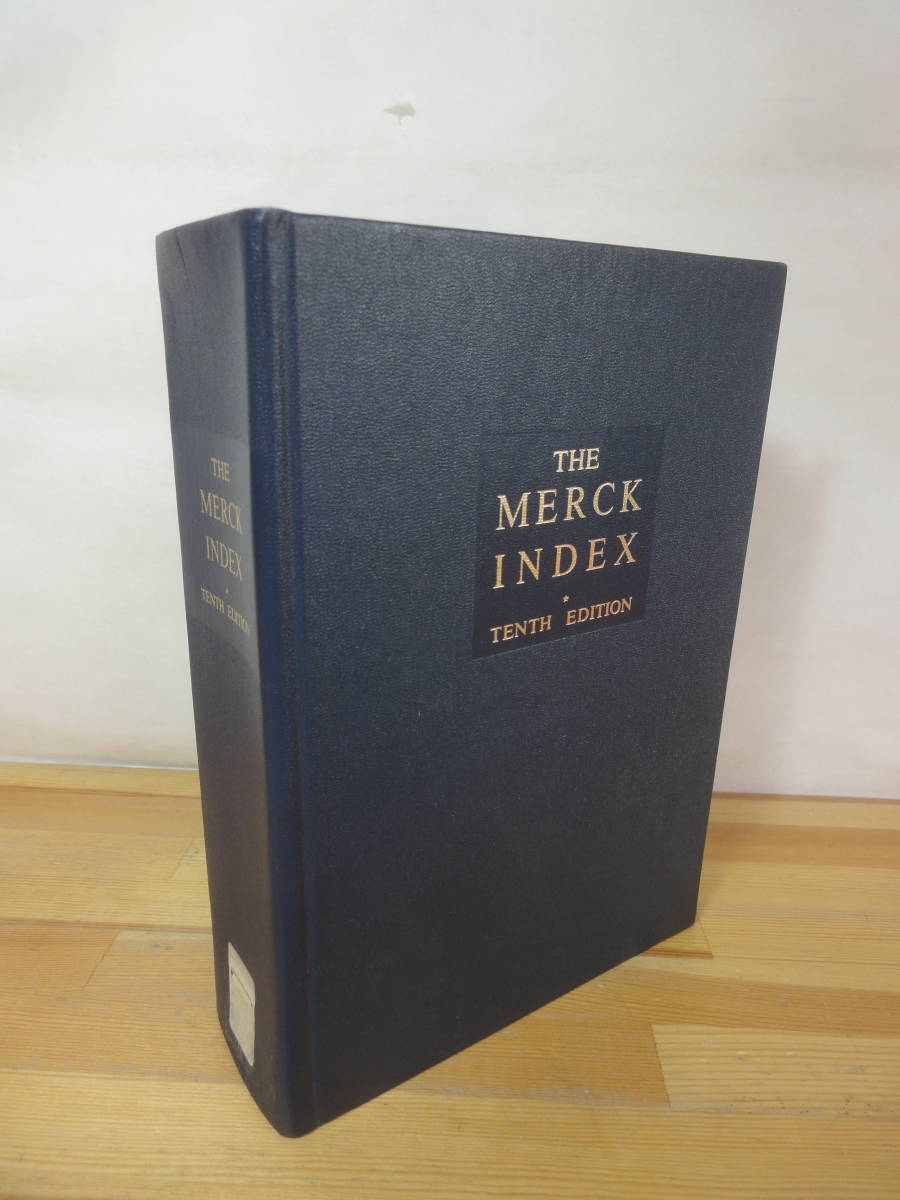 THE
MERCK
INDEX
*
TENTH EDITION
THE
MERCK
INDEX
*
TENTH EDITION